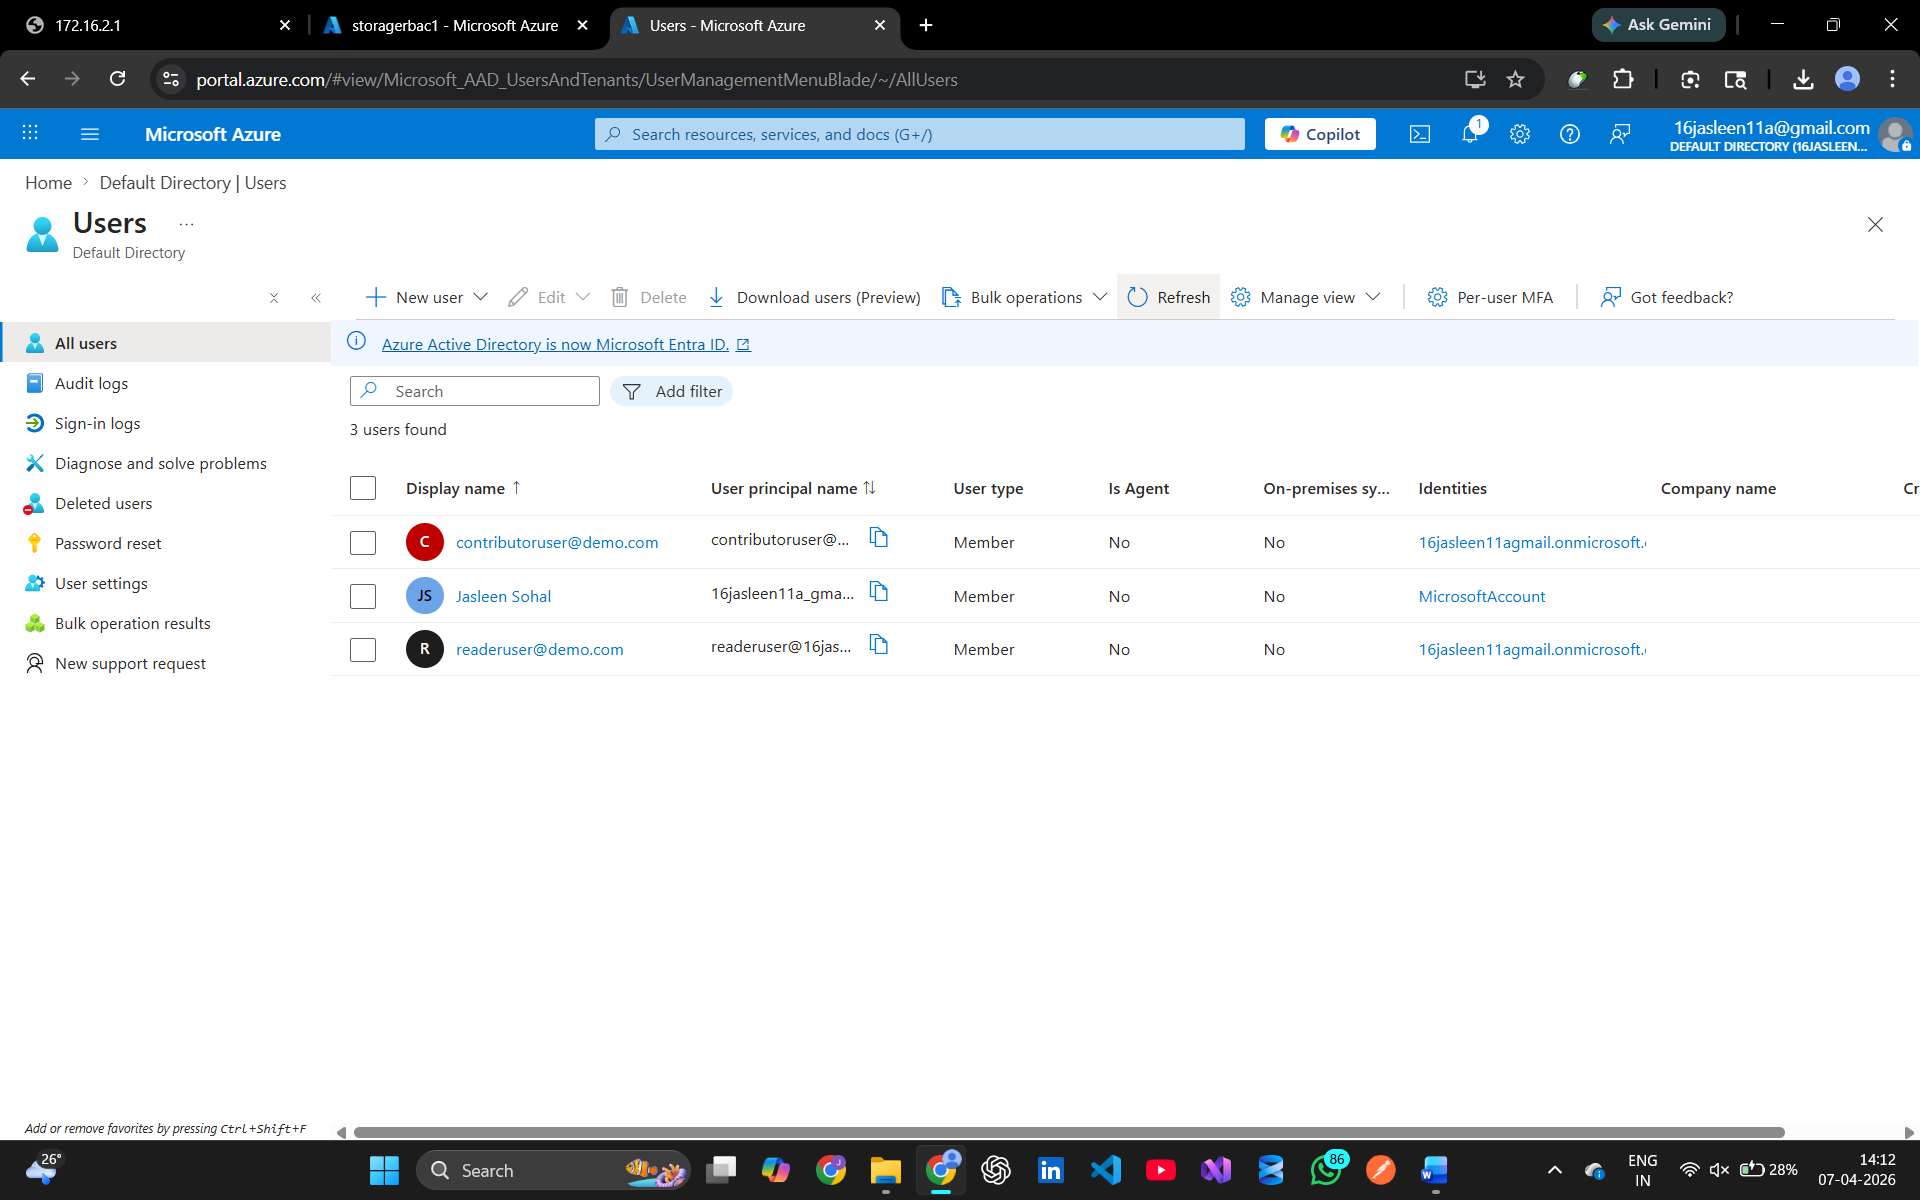 172.16.2.1
storagerbac1 - Microsoft Azure
Users - Microsoft Azure
Ask Gemini
portal.azure.com/#view/Microsoft_AAD_UsersAndTenants/UserManagementMenuBlade/~/AllUsers
Microsoft Azure
Search resources, services, and docs (G+/)
Copilot
1
16jasleen11a@gmail.com
DEFAULT DIRECTORY (16JASLEEN...
Home > Default Directory | Users
Users ...
Default Directory
New user
Edit
Delete
Download users (Preview)
Bulk operations
Refresh
Manage view
Per-user MFA
Got feedback?
All users
Audit logs
Sign-in logs
Diagnose and solve problems
Deleted users
Password reset
User settings
Bulk operation results
New support request
Azure Active Directory is now Microsoft Entra ID.
Search
Add filter
3 users found
Display name ↑ User principal name ↑↓ User type Is Agent On-premises sy... Identities Company name Cr
C contributoruser@demo.com contributoruser@... Member No No 16jasleen11agmail.onmicrosoft.
JS Jasleen Sohal 16jasleen11a_gma... Member No No MicrosoftAccount
R readeruser@demo.com readeruser@16jas... Member No No 16jasleen11agmail.onmicrosoft.
Add or remove favorites by pressing Ctrl+Shift+F
26°
Search
86
ENG
IN
28%
14:12
07-04-2026